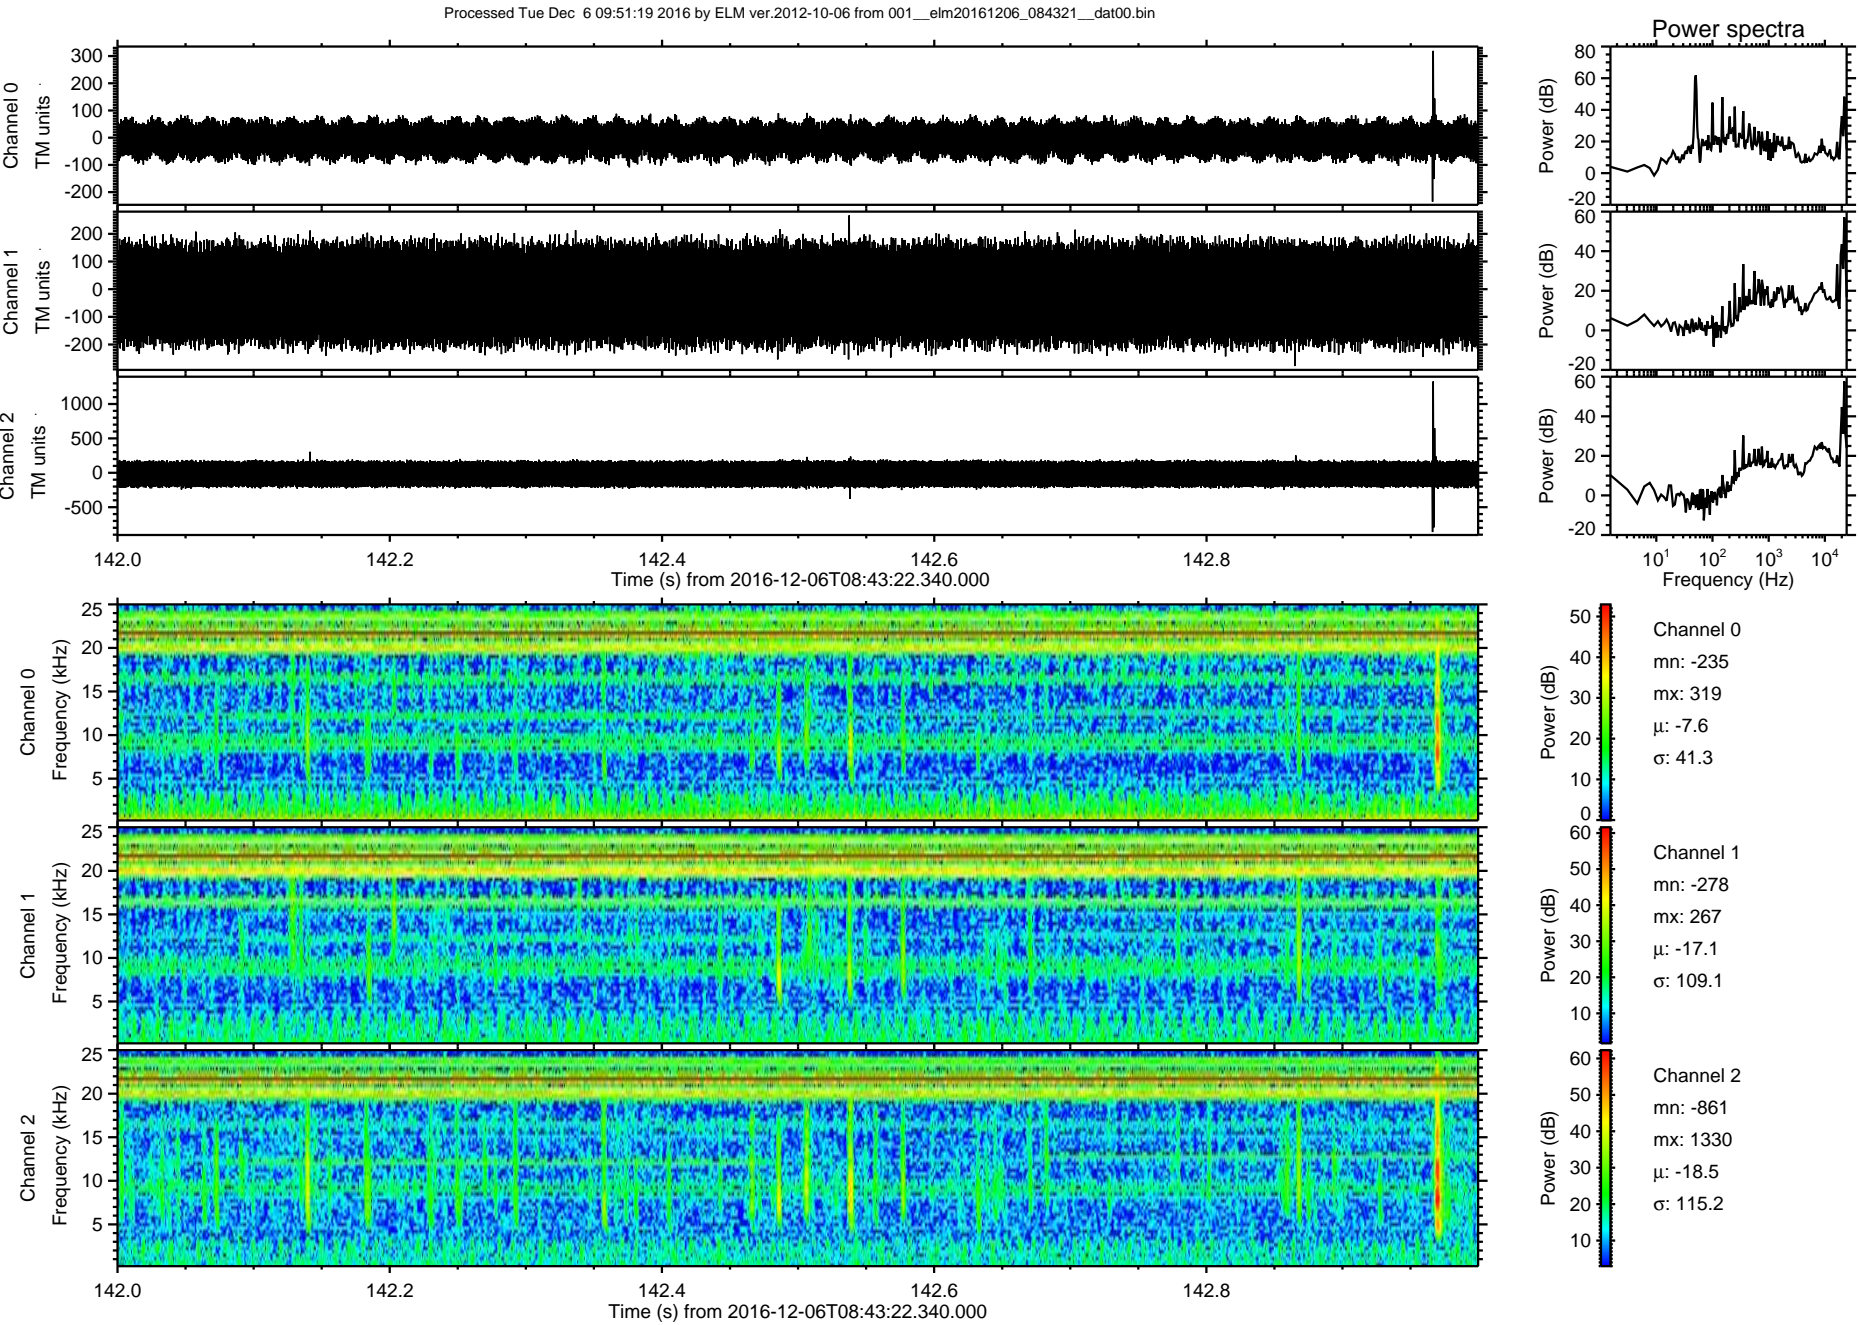 Processed Tue Dec  6 09:51:19 2016 by ELM ver.2012-10-06 from 001__elm20161206_084321__dat00.bin
Power spectra
Channel 0
TM units
300
200
100
0
-100
-200
Power (dB)
80
60
40
20
0
-20
Channel 1
TM units
200
100
0
-100
-200
Power (dB)
60
40
20
0
-20
Channel 2
TM units
1000
500
0
-500
Power (dB)
60
40
20
0
-20
142.0 142.2 142.4 142.6 142.8
Time (s) from 2016-12-06T08:43:22.340.000
10^1 10^2 10^3 10^4
Frequency (Hz)
Channel 0
Frequency (kHz)
25
20
15
10
5
Power (dB)
50
40
30
20
10
0
Channel 0
mn: -235
mx: 319
μ: -7.6
σ: 41.3
Channel 1
Frequency (kHz)
25
20
15
10
5
Power (dB)
60
50
40
30
20
10
Channel 1
mn: -278
mx: 267
μ: -17.1
σ: 109.1
Channel 2
Frequency (kHz)
25
20
15
10
5
Power (dB)
60
50
40
30
20
10
Channel 2
mn: -861
mx: 1330
μ: -18.5
σ: 115.2
142.0 142.2 142.4 142.6 142.8
Time (s) from 2016-12-06T08:43:22.340.000